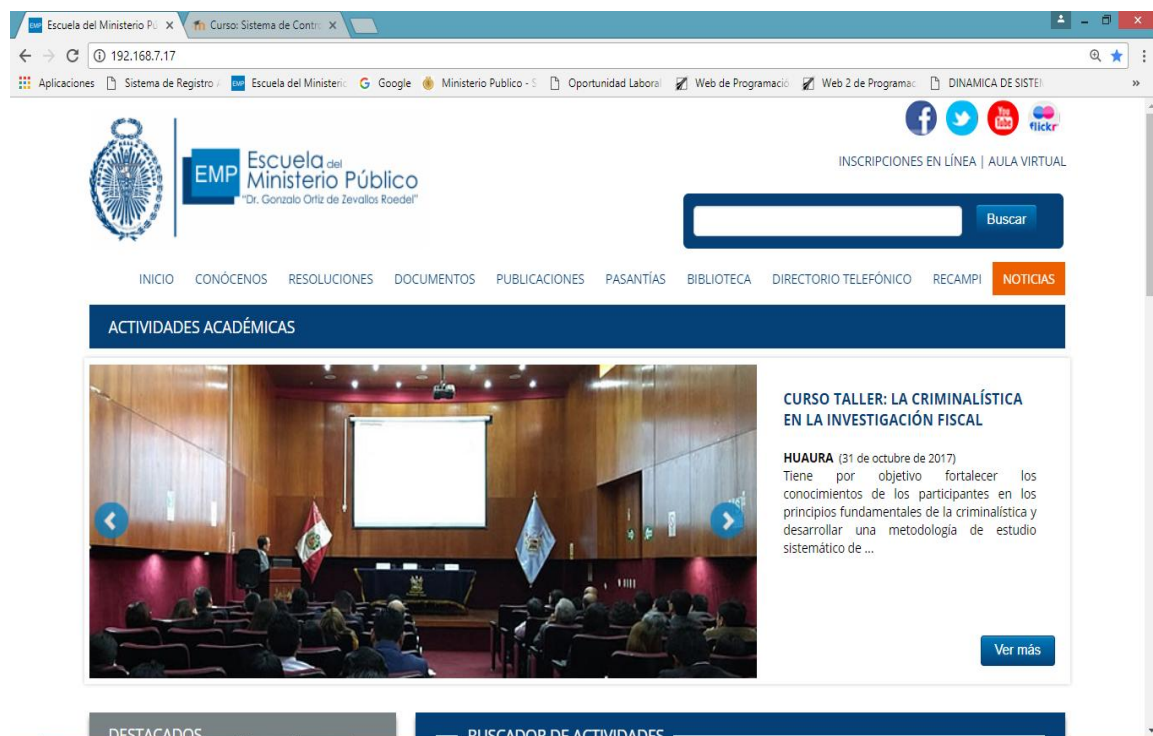 Escuela del Ministerio Pú
Curso: Sistema de Contro
192.168.7.17
Aplicaciones
Sistema de Registro
Escuela del Ministerio
Google
Ministerio Publico - S
Oportunidad Laboral
Web de Programació
Web 2 de Programac
DINAMICA DE SISTEM
»
EMP
Escuela del
Ministerio Público
"Dr. Gonzalo Ortiz de Zevallos Roedel"
You Tube
flickr
INSCRIPCIONES EN LÍNEA | AULA VIRTUAL
Buscar
INICIO CONÓCENOS RESOLUCIONES DOCUMENTOS PUBLICACIONES PASANTÍAS BIBLIOTECA DIRECTORIO TELEFÓNICO RECAMPI NOTICIAS
ACTIVIDADES ACADÉMICAS
CURSO TALLER: LA CRIMINALÍSTICA
EN LA INVESTIGACIÓN FISCAL
HUAURA (31 de octubre de 2017)
Tiene por objetivo fortalecer los
conocimientos de los participantes en los
principios fundamentales de la criminalística y
desarrollar una metodología de estudio
sistemático de ...
Ver más
DESTACADOS
BUSCADOR DE ACTIVIDADES